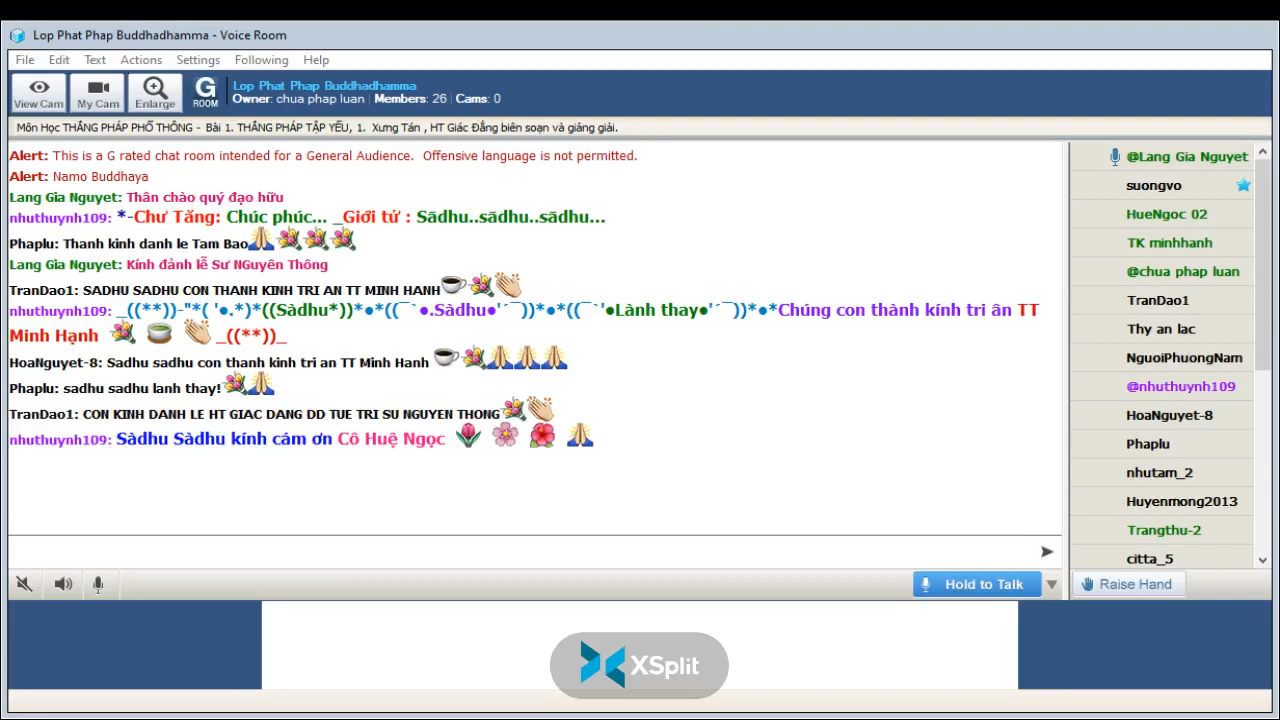 Lop Phat Phap Buddhadhamma - Voice Room
File Edit Text Actions Settings Following Help
View Cam My Cam Enlarge G ROOM
Lop Phat Phap Buddhadhamma
Owner: chua phap luan | Members: 26 | Cams: 0
Môn Học THẮNG PHÁP PHỔ THÔNG - Bài 1. THẮNG PHÁP TẬP YẾU, 1. Xưng Tán , HT Giác Đẳng biên soạn và giảng giải.
Alert: This is a G rated chat room intended for a General Audience. Offensive language is not permitted.
Alert: Namo Buddhaya
Lang Gia Nguyet: Thân chào quý đạo hữu
nhuthuynh109: *-Chư Tăng: Chúc phúc... _Giới tử : Sādhu..sādhu..sādhu...
Phaplu: Thanh kinh danh le Tam Bao
Lang Gia Nguyet: Kính đảnh lễ Sư NGuyên Thông
TranDao1: SADHU SADHU CON THANH KINH TRI AN TT MINH HANH
nhuthuynh109: _((**))-"*( '●.*)*((Sàdhu*))*●*((¯`●.Sàdhu●'´¯))*●*((¯`'●Lành thay●'´¯))*●*Chúng con thành kính tri ân TT
Minh Hạnh _((**))_
HoaNguyet-8: Sadhu sadhu con thanh kinh tri an TT Minh Hanh
Phaplu: sadhu sadhu lanh thay!
TranDao1: CON KINH DANH LE HT GIAC DANG DD TUE TRI SU NGUYEN THONG
nhuthuynh109: Sàdhu Sàdhu kính cám ơn Cô Huệ Ngọc
@Lang Gia Nguyet
suongvo
HueNgoc 02
TK minhhanh
@chua phap luan
TranDao1
Thy an lac
NguoiPhuongNam
@nhuthuynh109
HoaNguyet-8
Phaplu
nhutam_2
Huyenmong2013
Trangthu-2
citta_5
Hold to Talk
Raise Hand
XSplit